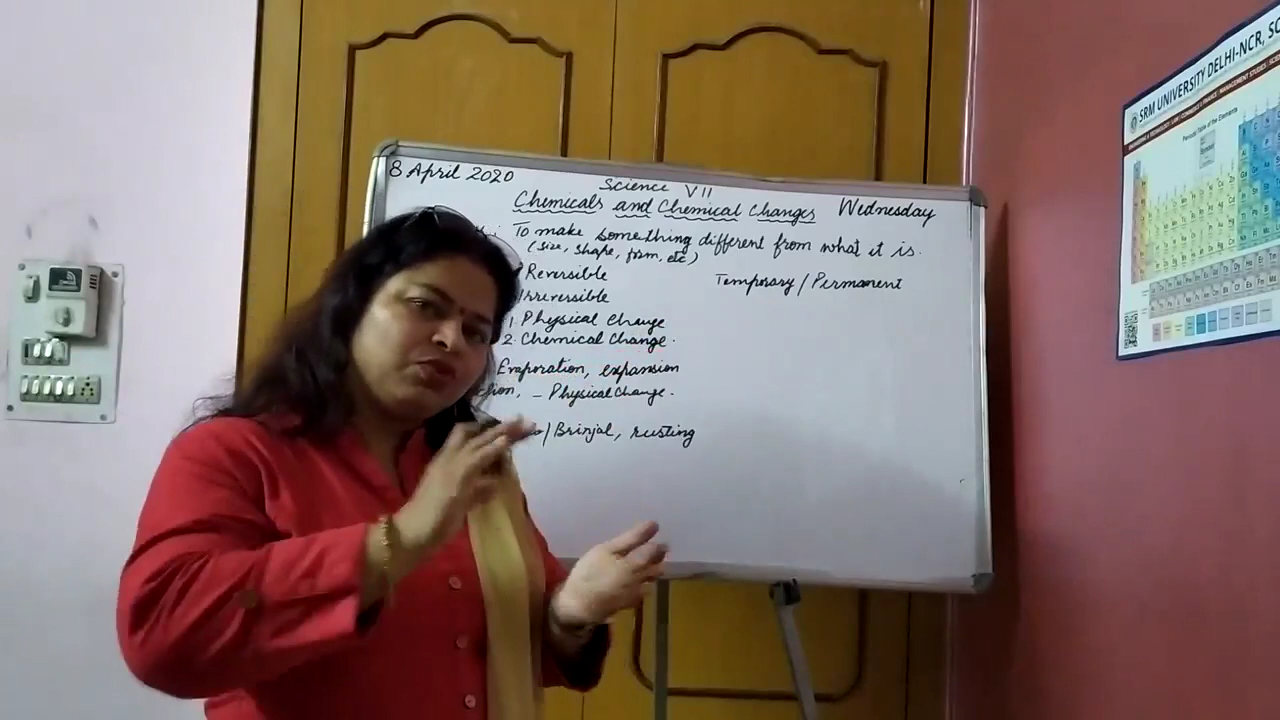 8 April 2020
Science VII
Chemicals and Chemical Changes Wednesday
To make something different from what it is.
(size, shape, form, etc)
Reversible Temporary / Permanent
Irreversible
1. Physical Change
2. Chemical Change.
Evaporation, expansion
- Physical Change.
/Brinjal, rusting
SRM UNIVERSITY DELHI-NCR, SO
Periodic Table of the Elements